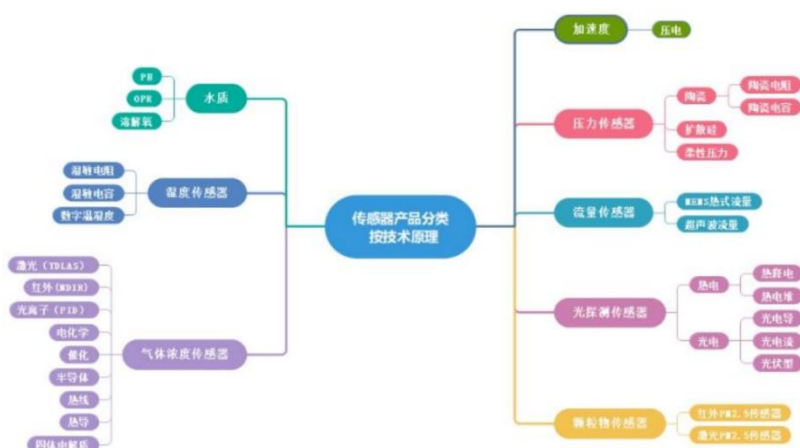 传感器产品分类
按技术原理
水质
PH
OPR
溶解氧
湿度传感器
湿敏电阻
湿敏电容
数字温湿度
气体浓度传感器
激光（TDLAS）
红外(NDIR)
光离子（PID）
电化学
催化
半导体
热线
热导
固体电解质
加速度
压电
压力传感器
陶瓷
陶瓷电阻
陶瓷电容
扩散硅
柔性压力
流量传感器
MEMS热式流量
超声波流量
光探测传感器
热电
热释电
热电堆
光电
光电导
光电流
光伏型
颗粒物传感器
红外PM2.5传感器
激光PM2.5传感器